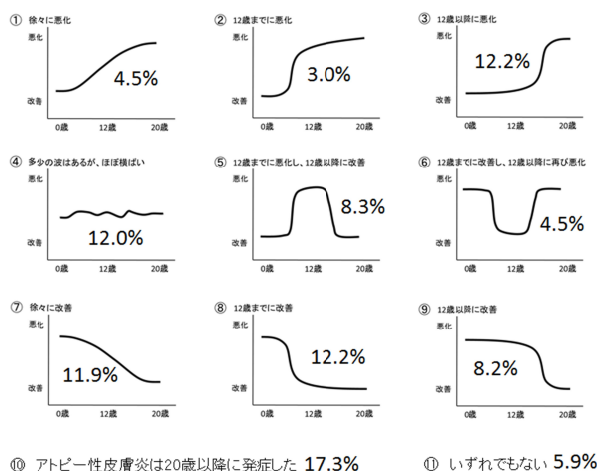 ① 徐々に悪化
悪化
4.5%
改善
0歳 12歳 20歳
② 12歳までに悪化
悪化
3.0%
改善
0歳 12歳 20歳
③ 12歳以降に悪化
悪化
12.2%
改善
0歳 12歳 20歳
④ 多少の波はあるが、ほぼ横ばい
悪化
12.0%
改善
0歳 12歳 20歳
⑤ 12歳までに悪化し、12歳以降に改善
悪化
8.3%
改善
0歳 12歳 20歳
⑥ 12歳までに改善し、12歳以降に再び悪化
悪化
4.5%
改善
0歳 12歳 20歳
⑦ 徐々に改善
悪化
11.9%
改善
0歳 12歳 20歳
⑧ 12歳までに改善
悪化
12.2%
改善
0歳 12歳 20歳
⑨ 12歳以降に改善
悪化
8.2%
改善
0歳 12歳 20歳
⑩ アトピー性皮膚炎は20歳以降に発症した 17.3%
⑪ いずれでもない 5.9%